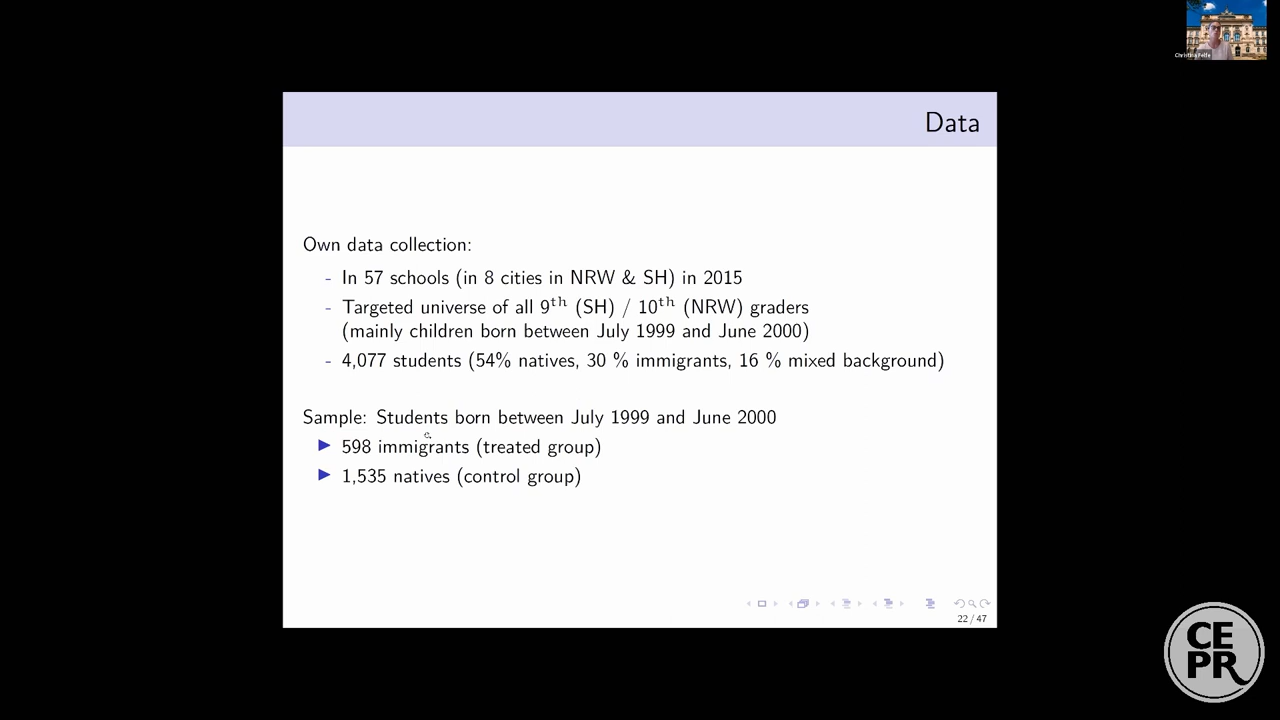 Christina Felfe
Data
Own data collection:
- In 57 schools (in 8 cities in NRW & SH) in 2015
- Targeted universe of all 9th (SH) / 10th (NRW) graders
(mainly children born between July 1999 and June 2000)
- 4,077 students (54% natives, 30 % immigrants, 16 % mixed background)
Sample: Students born between July 1999 and June 2000
▶ 598 immigrants (treated group)
▶ 1,535 natives (control group)
22 / 47
CE
PR